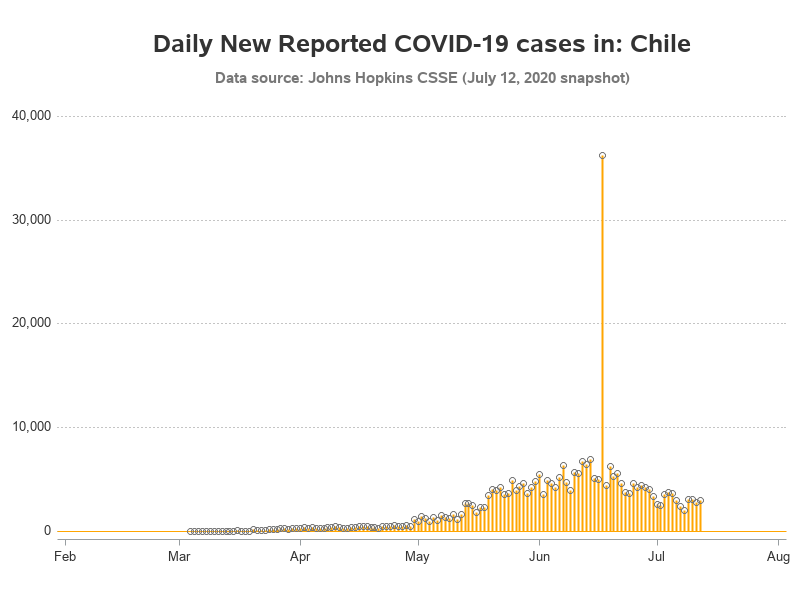 Daily New Reported COVID-19 cases in: Chile
Data source: Johns Hopkins CSSE (July 12, 2020 snapshot)
40,000
30,000
20,000
10,000
0
Feb Mar Apr May Jun Jul Aug